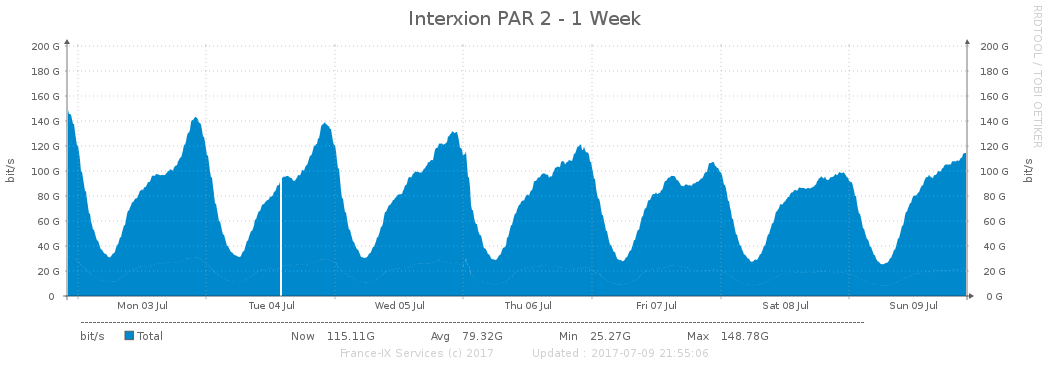 Interxion PAR 2 - 1 Week
RRDTOOL / TOBI OETIKER
200 G 200 G
180 G 180 G
160 G 160 G
140 G 140 G
120 G 120 G
100 G 100 G
80 G 80 G
60 G 60 G
40 G 40 G
20 G 20 G
0 0 G
bit/s
bit/s
Mon 03 Jul Tue 04 Jul Wed 05 Jul Thu 06 Jul Fri 07 Jul Sat 08 Jul Sun 09 Jul
bit/s Total Now 115.11G Avg 79.32G Min 25.27G Max 148.78G
France-IX Services (c) 2017 Updated : 2017-07-09 21:55:06